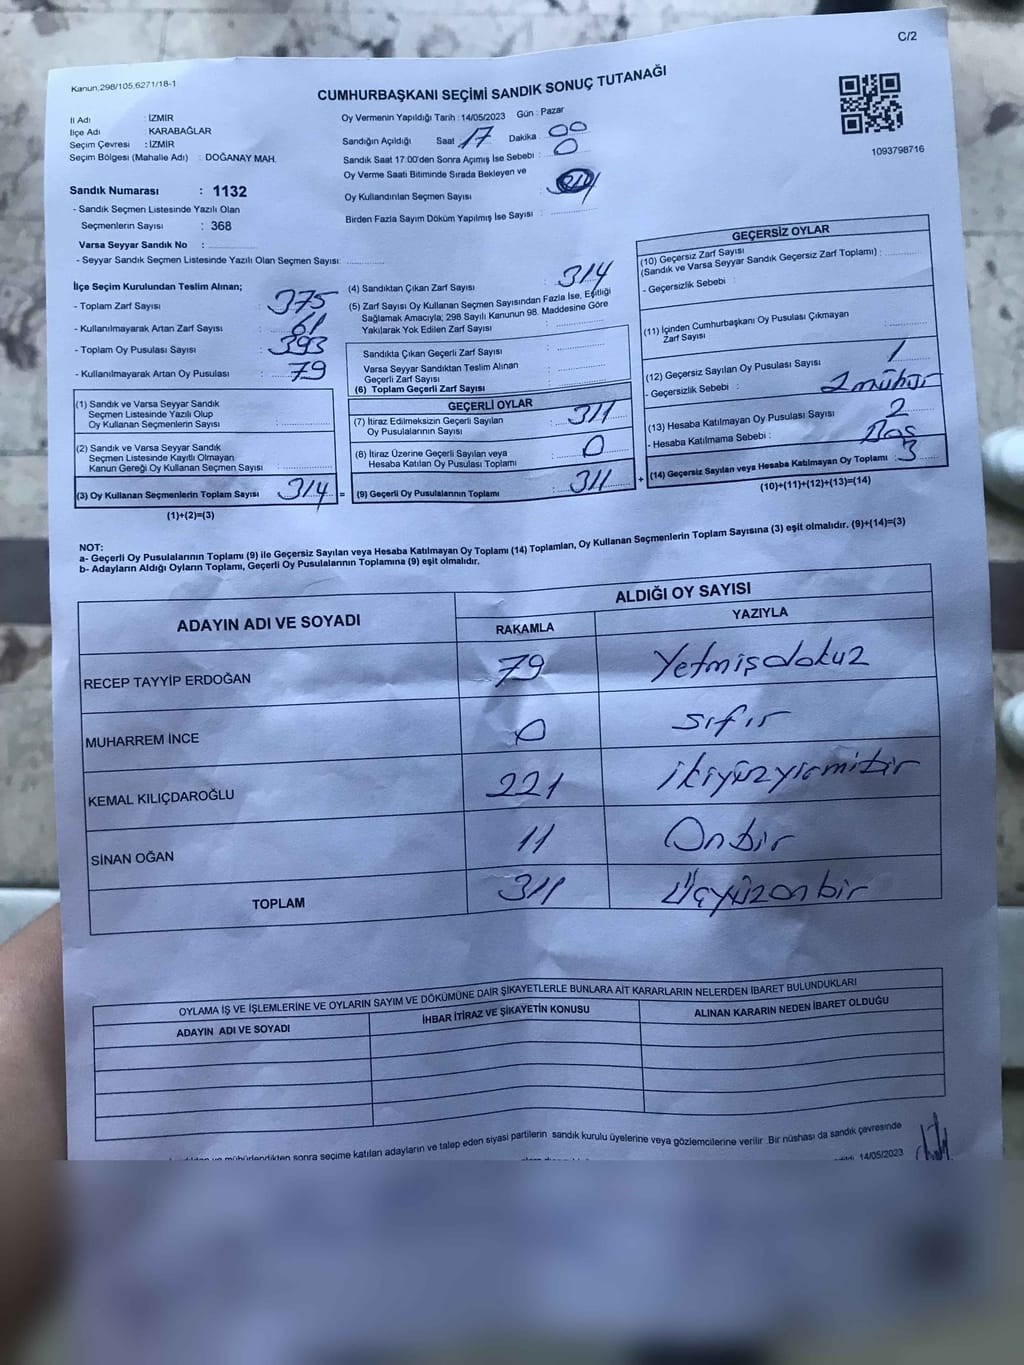 C/2
Kanun,298/105,6271/18-1
CUMHURBAŞKANI SEÇİMİ SANDIK SONUÇ TUTANAĞI
1093798716
İl Adı : İZMİR
İlçe Adı : KARABAĞLAR
Seçim Çevresi : İZMİR
Seçim Bölgesi (Mahalle Adı) : DOĞANAY MAH.
Sandık Numarası : 1132
- Sandık Seçmen Listesinde Yazılı Olan
Seçmenlerin Sayısı : 368
Varsa Seyyar Sandık No :
- Seyyar Sandık Seçmen Listesinde Yazılı Olan Seçmen Sayısı:
Oy Vermenin Yapıldığı Tarih : 14/05/2023 Gün : Pazar
Sandığın Açıldığı Saat 17 Dakika 00
Sandık Saat 17:00'den Sonra Açımış İse Sebebi : 0
Oy Verme Saati Bitiminde Sırada Bekleyen ve
Oy Kullandırılan Seçmen Sayısı :
Birden Fazla Sayım Döküm Yapılmış İse Sayısı :
İlçe Seçim Kurulundan Teslim Alınan;
- Toplam Zarf Sayısı : 375
- Kullanılmayarak Artan Zarf Sayısı : 61
- Toplam Oy Pusulası Sayısı : 393
- Kullanılmayarak Artan Oy Pusulası : 79
(1) Sandık ve Varsa Seyyar Sandık
Seçmen Listesinde Yazılı Olup
Oy Kullanan Seçmenlerin Sayısı :
(2) Sandık ve Varsa Seyyar Sandık
Seçmen Listesinde Kayıtlı Olmayan
Kanun Gereği Oy Kullanan Seçmen Sayısı :
(3) Oy Kullanan Seçmenlerin Toplam Sayısı 314 =
(1)+(2)=(3)
(4) Sandıktan Çıkan Zarf Sayısı : 314
(5) Zarf Sayısı Oy Kullanan Seçmen Sayısından Fazla İse, Eşitliği
Sağlamak Amacıyla; 298 Sayılı Kanunun 98. Maddesine Göre
Yakılarak Yok Edilen Zarf Sayısı :
Sandıkta Çıkan Geçerli Zarf Sayısı :
Varsa Seyyar Sandıktan Teslim Alınan
Geçerli Zarf Sayısı :
(6) Toplam Geçerli Zarf Sayısı :
GEÇERLİ OYLAR
(7) İtiraz Edilmeksizin Geçerli Sayılan
Oy Pusulalarının Sayısı : 311
(8) İtiraz Üzerine Geçerli Sayılan veya
Hesaba Katılan Oy Pusulası Toplamı : 0
(9) Geçerli Oy Pusulalarının Toplamı : 311 +
GEÇERSİZ OYLAR
(10) Geçersiz Zarf Sayısı
(Sandık ve Varsa Seyyar Sandık Geçersiz Zarf Toplamı) :
- Geçersizlik Sebebi :
(11) İçinden Cumhurbaşkanı Oy Pusulası Çıkmayan
Zarf Sayısı :
(12) Geçersiz Sayılan Oy Pusulası Sayısı : 1
- Geçersizlik Sebebi : 2 mühür
(13) Hesaba Katılmayan Oy Pusulası Sayısı : 2
- Hesaba Katılmama Sebebi : Boş
(14) Geçersiz Sayılan veya Hesaba Katılmayan Oy Toplamı : 3
(10)+(11)+(12)+(13)=(14)
NOT:
a- Geçerli Oy Pusulalarının Toplamı (9) ile Geçersiz Sayılan veya Hesaba Katılmayan Oy Toplamı (14) Toplamları, Oy Kullanan Seçmenlerin Toplam Sayısına (3) eşit olmalıdır. (9)+(14)=(3)
b- Adayların Aldığı Oyların Toplamı, Geçerli Oy Pusulalarının Toplamına (9) eşit olmalıdır.
ADAYIN ADI VE SOYADI
ALDIĞI OY SAYISI
RAKAMLA YAZIYLA
RECEP TAYYİP ERDOĞAN 79 Yetmişdokuz
MUHARREM İNCE 0 sıfır
KEMAL KILIÇDAROĞLU 221 ikiyüzyirmibir
SİNAN OĞAN 11 Onbir
TOPLAM 311 Üçyüzonbir
OYLAMA İŞ VE İŞLEMLERİNE VE OYLARIN SAYIM VE DÖKÜMÜNE DAİR ŞİKAYETLERLE BUNLARA AİT KARARLARIN NELERDEN İBARET BULUNDUKLARI
ADAYIN ADI VE SOYADI İHBAR İTİRAZ VE ŞİKAYETİN KONUSU ALINAN KARARIN NEDEN İBARET OLDUĞU
mühürlendikten sonra seçime katılan adayların ve talep eden siyasi partilerin sandık kurulu üyelerine veya gözlemcilerine verilir. Bir nüshası da sandık çevresinde
14/05/2023